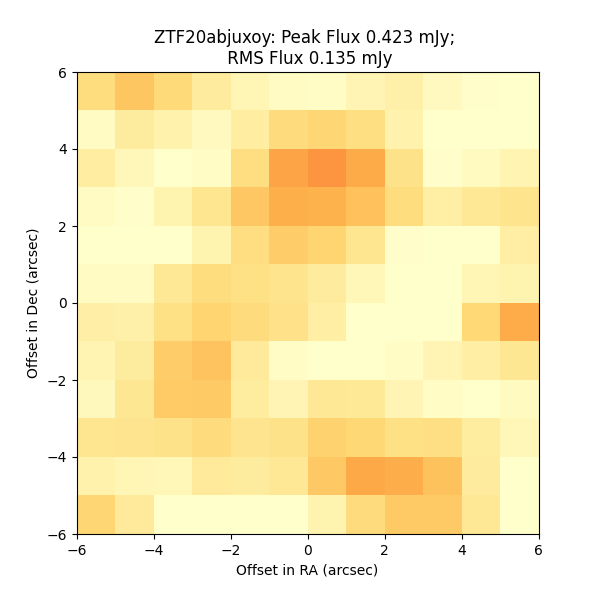 ZTF20abjuxoy: Peak Flux 0.423 mJy;
RMS Flux 0.135 mJy
6
4
2
0
−2
−4
−6
Offset in Dec (arcsec)
−6 −4 −2 0 2 4 6
Offset in RA (arcsec)